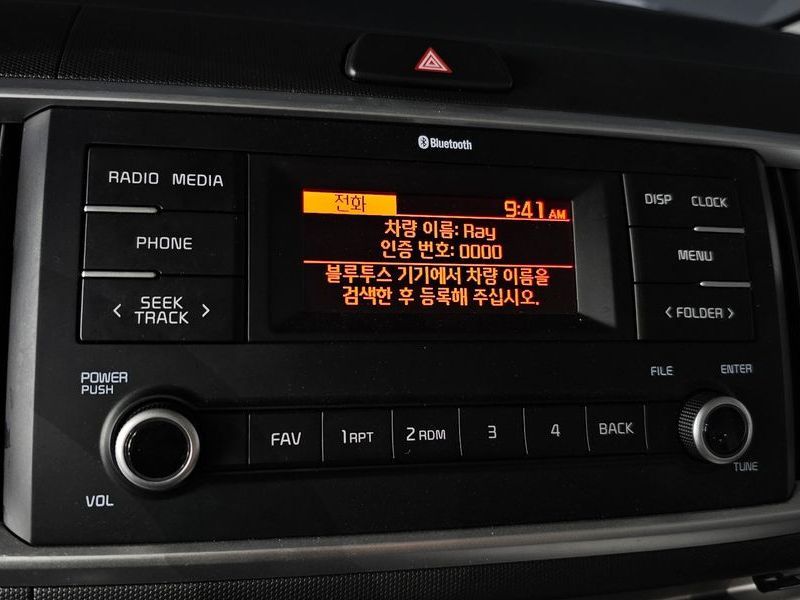 Bluetooth
RADIO MEDIA
전화 9:41 AM
DISP CLOCK
차량 이름: Ray
PHONE
인증 번호: 0000
MENU
블루투스 기기에서 차량 이름을
< SEEK TRACK >
검색한 후 등록해 주십시오.
< FOLDER >
POWER
PUSH
FILE ENTER
FAV 1 RPT 2 RDM 3 4 BACK
VOL
TUNE